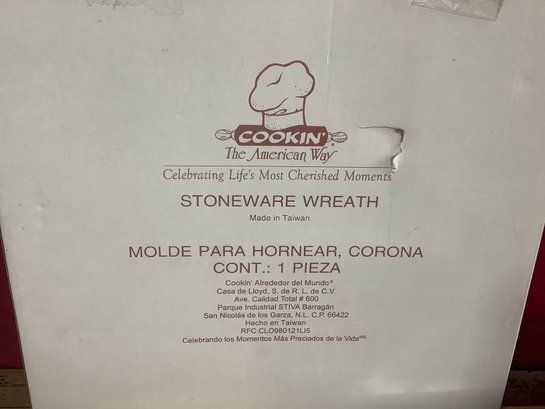 COOKIN'®
The American Way
Celebrating Life's Most Cherished Moments
STONEWARE WREATH
Made in Taiwan
MOLDE PARA HORNEAR, CORONA
CONT.: 1 PIEZA
Cookin' Alrededor del Mundo®
Casa de Lloyd, S. de R. L. de C.V.
Ave. Calidad Total # 600
Parque Industrial STIVA Barragán
San Nicolás de los Garza, N.L. C.P. 66422
Hecho en Taiwan
RFC CLO980121LI5
Celebrando los Momentos Más Preciados de la Vida